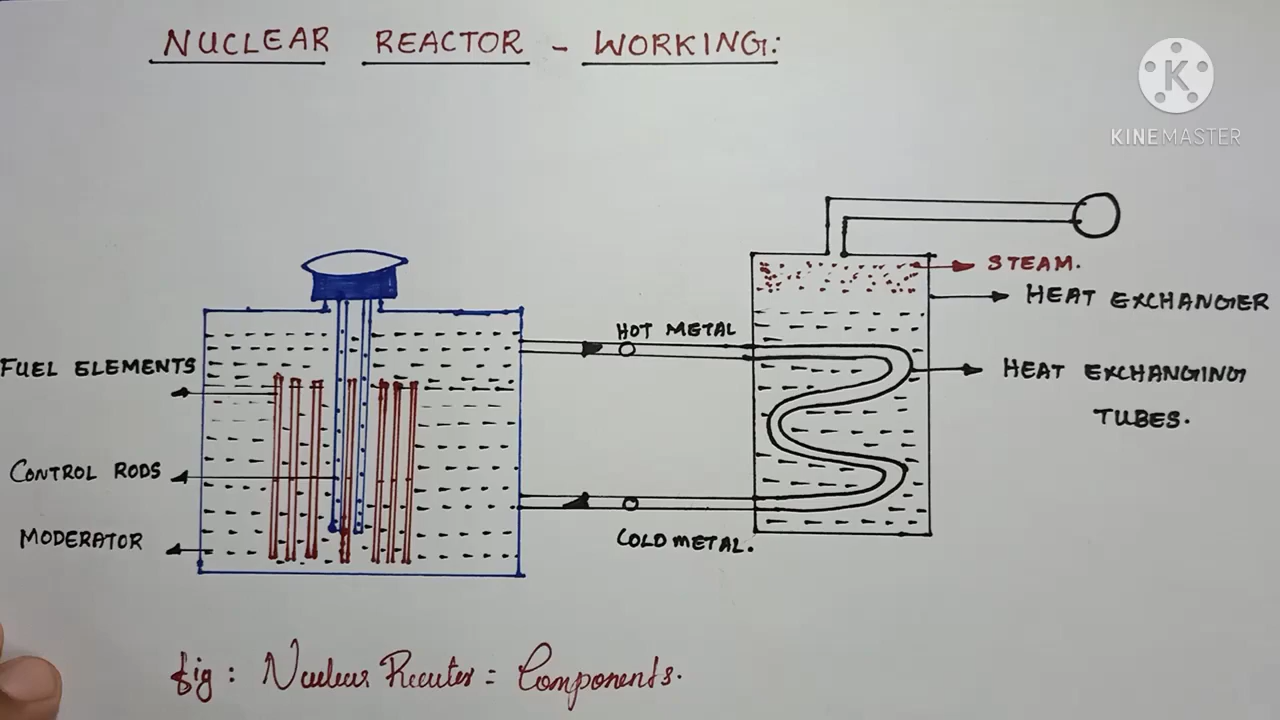 NUCLEAR REACTOR - WORKING:
K
KINEMASTER
STEAM.
HEAT EXCHANGER
HOT METAL
FUEL ELEMENTS
HEAT EXCHANGING
TUBES.
CONTROL RODS
MODERATOR
COLD METAL.
fig: Nuclear Reacter = Components.